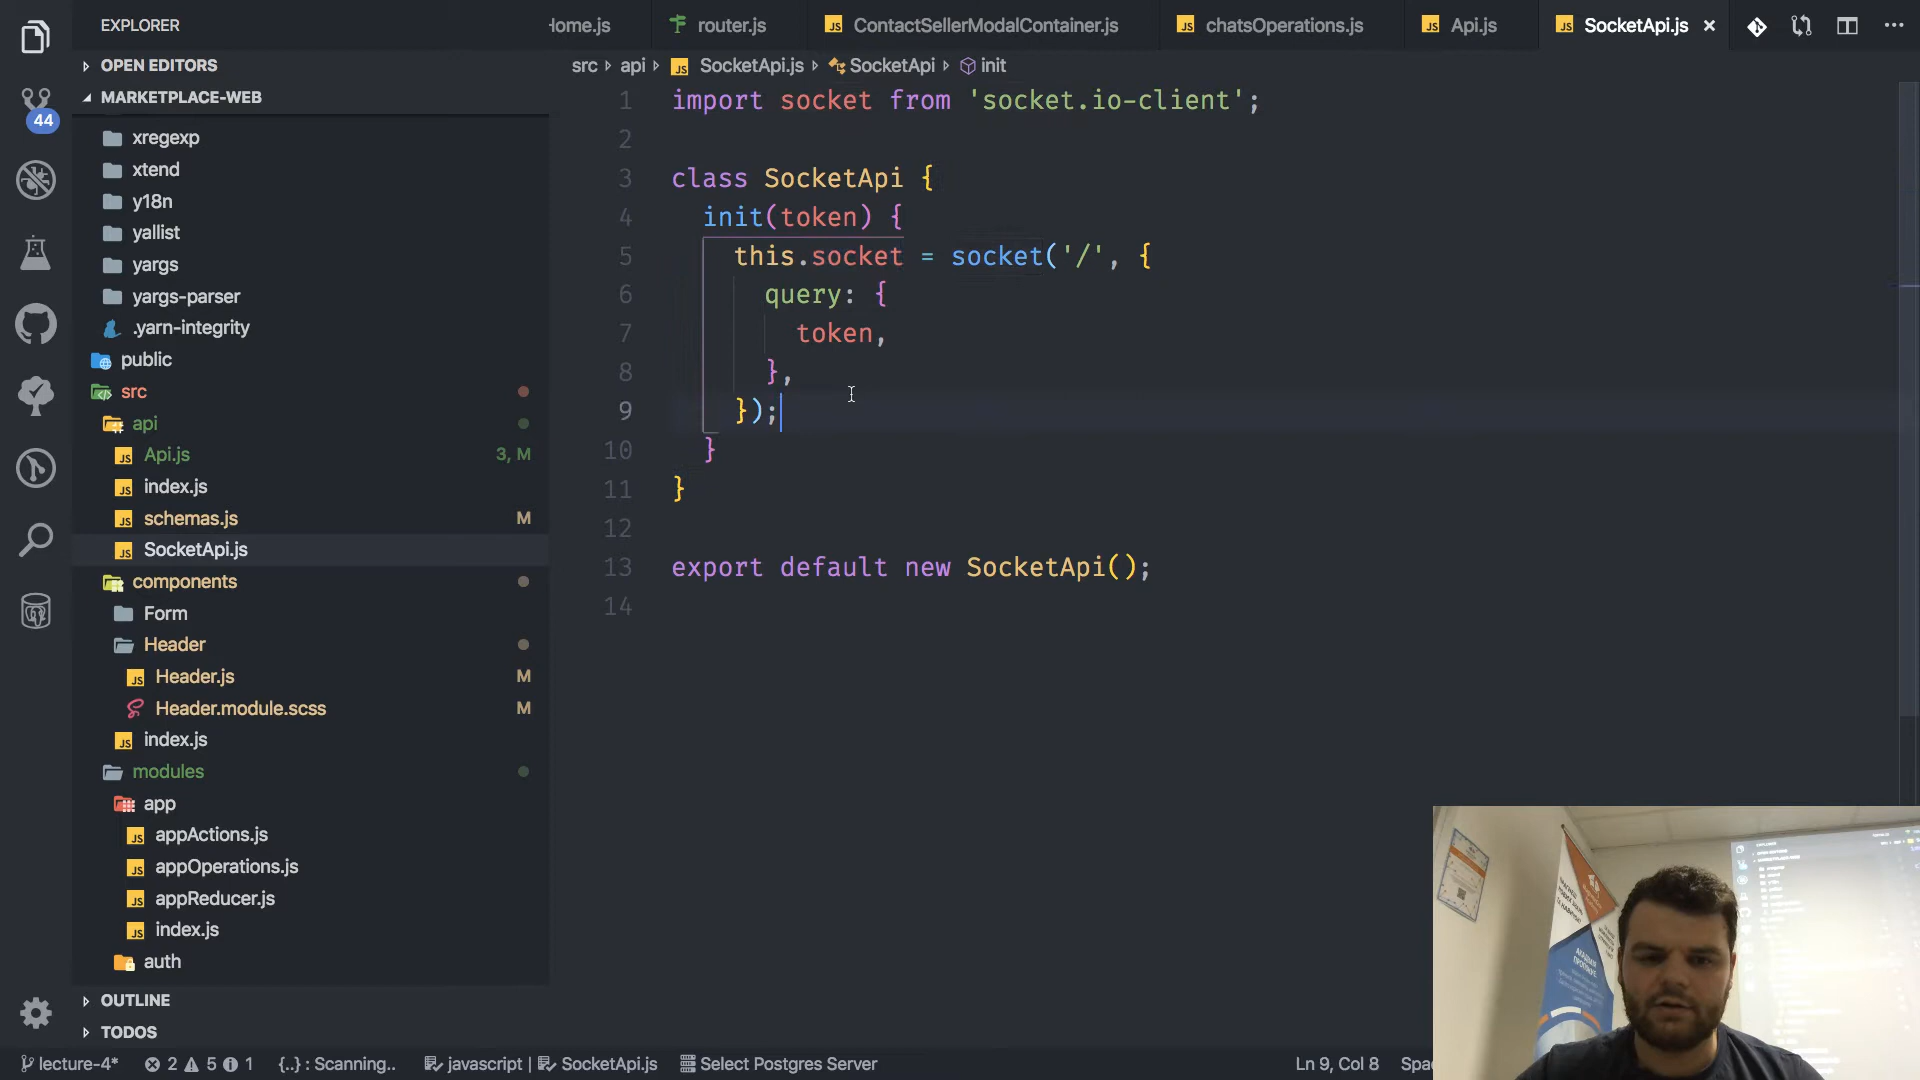 EXPLORER
Home.js
router.js
ContactSellerModalContainer.js
chatsOperations.js
Api.js
SocketApi.js
OPEN EDITORS
MARKETPLACE-WEB
44
xregexp
xtend
y18n
yallist
yargs
yargs-parser
.yarn-integrity
public
src
api
Api.js 3, M
index.js
schemas.js M
SocketApi.js
components
Form
Header
Header.js M
Header.module.scss M
index.js
modules
app
appActions.js
appOperations.js
appReducer.js
index.js
auth
OUTLINE
TODOS
src api SocketApi.js SocketApi init
1 import socket from 'socket.io-client';
2
3 class SocketApi {
4 init(token) {
5 this.socket = socket('/', {
6 query: {
7 token,
8 },
9 });
10 }
11 }
12
13 export default new SocketApi();
14
АКАДЕМІЯ
lecture-4* 2 5 1 {..} : Scanning.. javascript | SocketApi.js Select Postgres Server Ln 9, Col 8 Spa